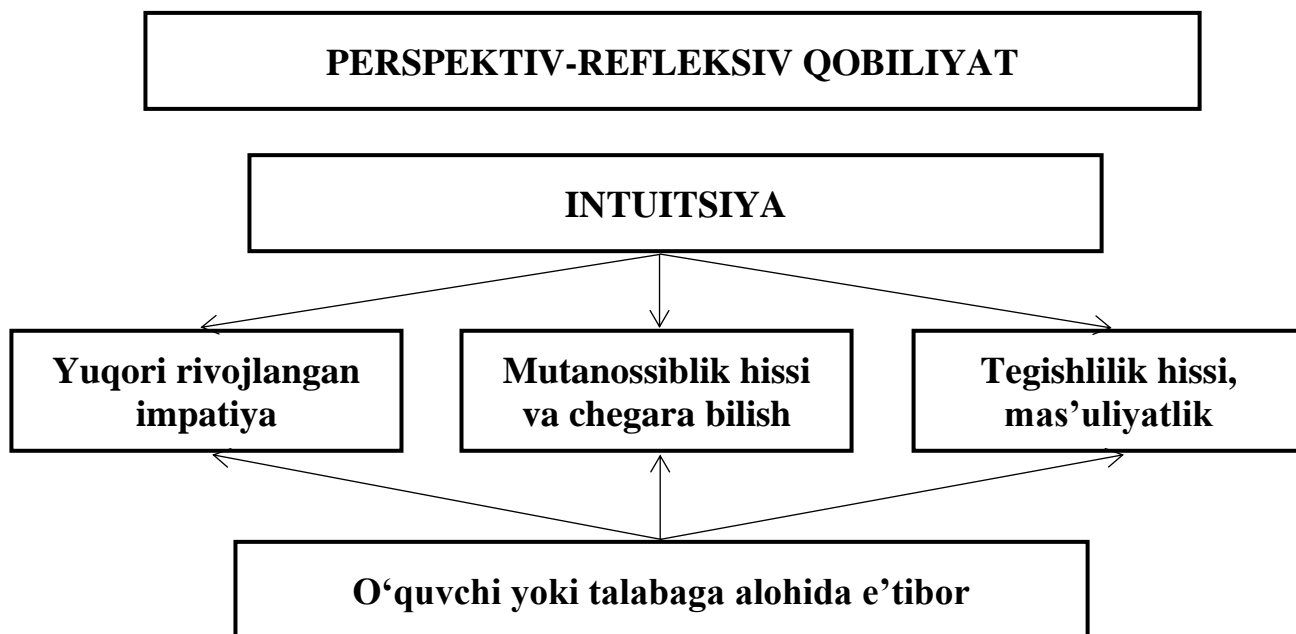 PERSPEKTIV-REFLEKSIV QOBILIYAT
INTUITSIYA
Yuqori rivojlangan
impatiya
Mutanossiblik hissi
va chegara bilish
Tegishlilik hissi,
mas’uliyatlik
O‘quvchi yoki talabaga alohida e’tibor